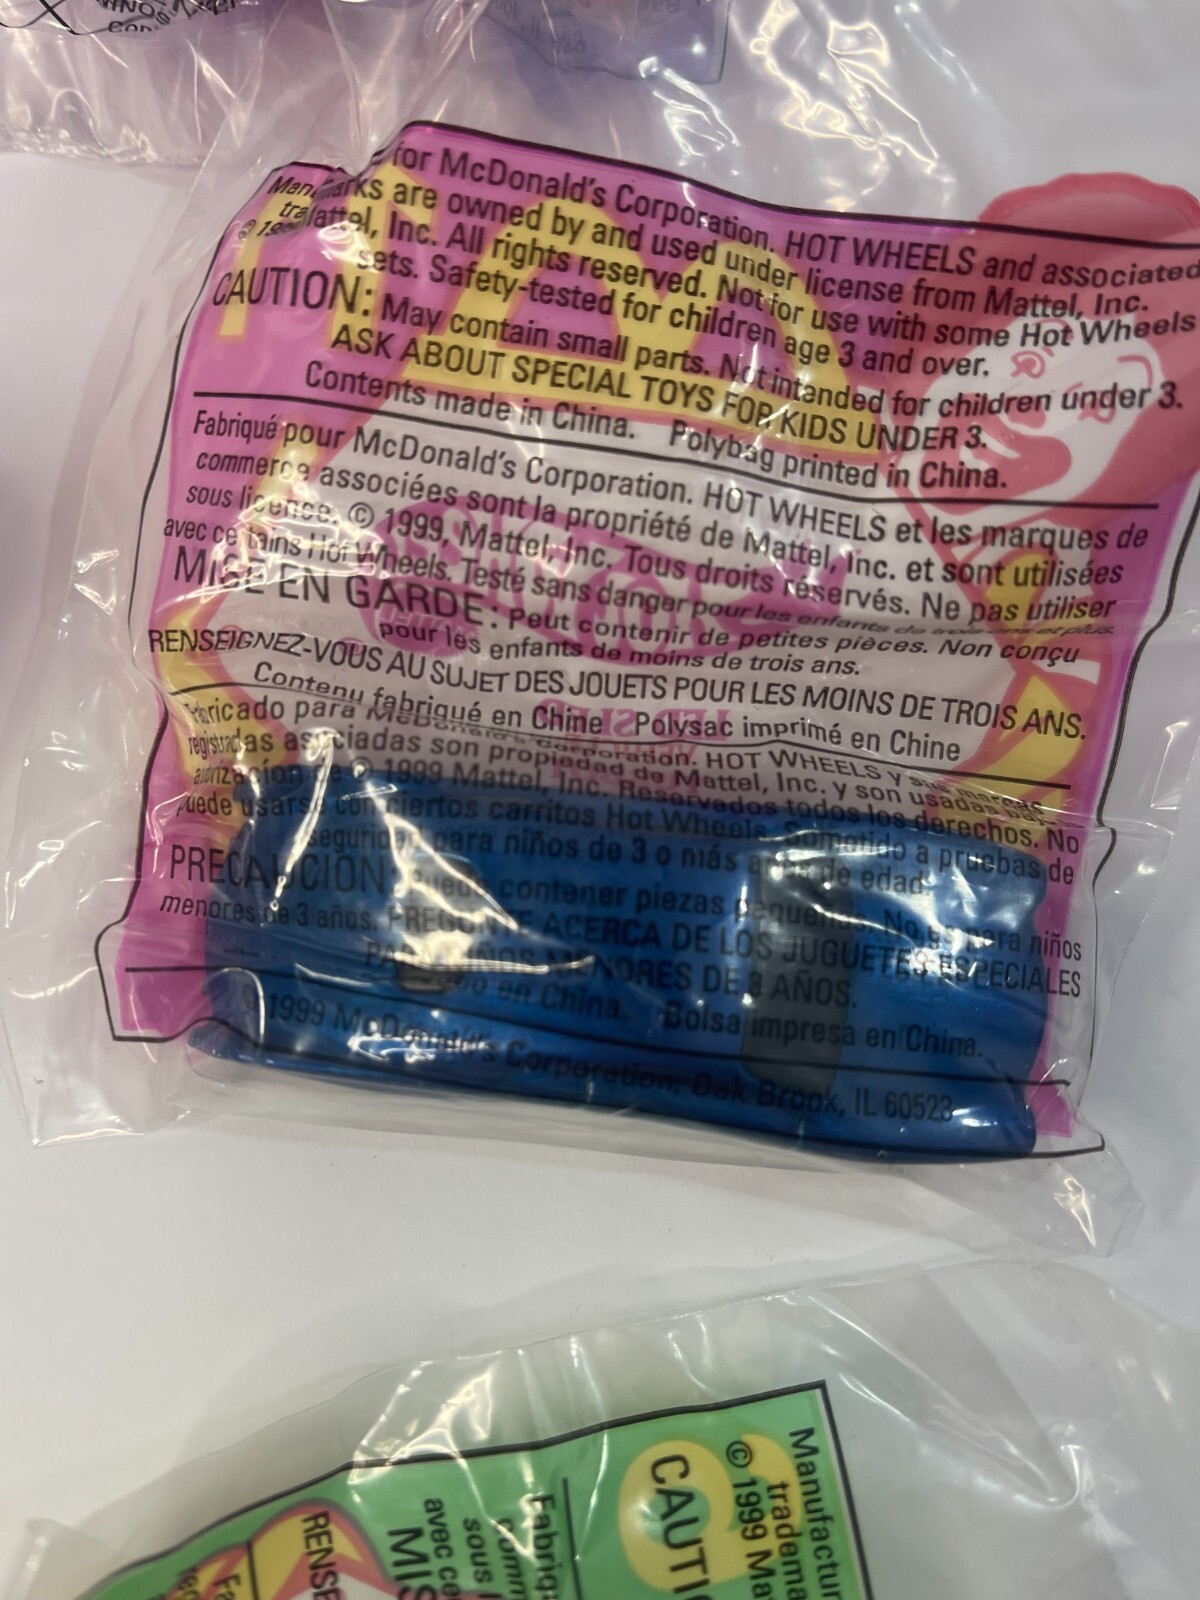 for McDonald's Corporation. HOT WHEELS and associated
are owned by and used under license from Mattel, Inc.
Mattel, Inc. All rights reserved. Not for use with some Hot Wheels
sets. Safety-tested for children age 3 and over.
CAUTION: May contain small parts. Not intended for children under 3.
ASK ABOUT SPECIAL TOYS FOR KIDS UNDER 3.
Contents made in China. Polybag printed in China.
Fabriqué pour McDonald's Corporation. HOT WHEELS et les marques de
commerce associées sont la propriété de Mattel, Inc. et sont utilisées
sous licence. © 1999, Mattel, Inc. Tous droits réservés. Ne pas utiliser
avec certains Hot Wheels. Testé sans danger pour les enfants de trois ans et plus.
MISE EN GARDE: Peut contenir de petites pièces. Non conçu
pour les enfants de moins de trois ans.
RENSEIGNEZ-VOUS AU SUJET DES JOUETS POUR LES MOINS DE TROIS ANS.
Contenu fabriqué en Chine Polysac imprimé en Chine
Fabricado para McDonald's Corporation. HOT WHEELS y sus marcas
registradas asociadas son propiedad de Mattel, Inc. y son usadas bajo
autorización de © 1999 Mattel, Inc. Reservados todos los derechos. No
puede usarse con ciertos carritos Hot Wheels. Sometido a pruebas de
seguridad para niños de 3 o más años de edad.
PRECAUCION: Puede contener piezas pequeñas. No es para niños
menores de 3 años. PREGUNTE ACERCA DE LOS JUGUETES ESPECIALES
PARA NIÑOS MENORES DE 3 AÑOS.
en China. Bolsa impresa en China.
© 1999 McDonald's Corporation, Oak Brook, IL 60523
Manufactur
tradema
© 1999 Mat
CAUTI
Fabriq
comm
sous l
avec ce
MIS
RENSE